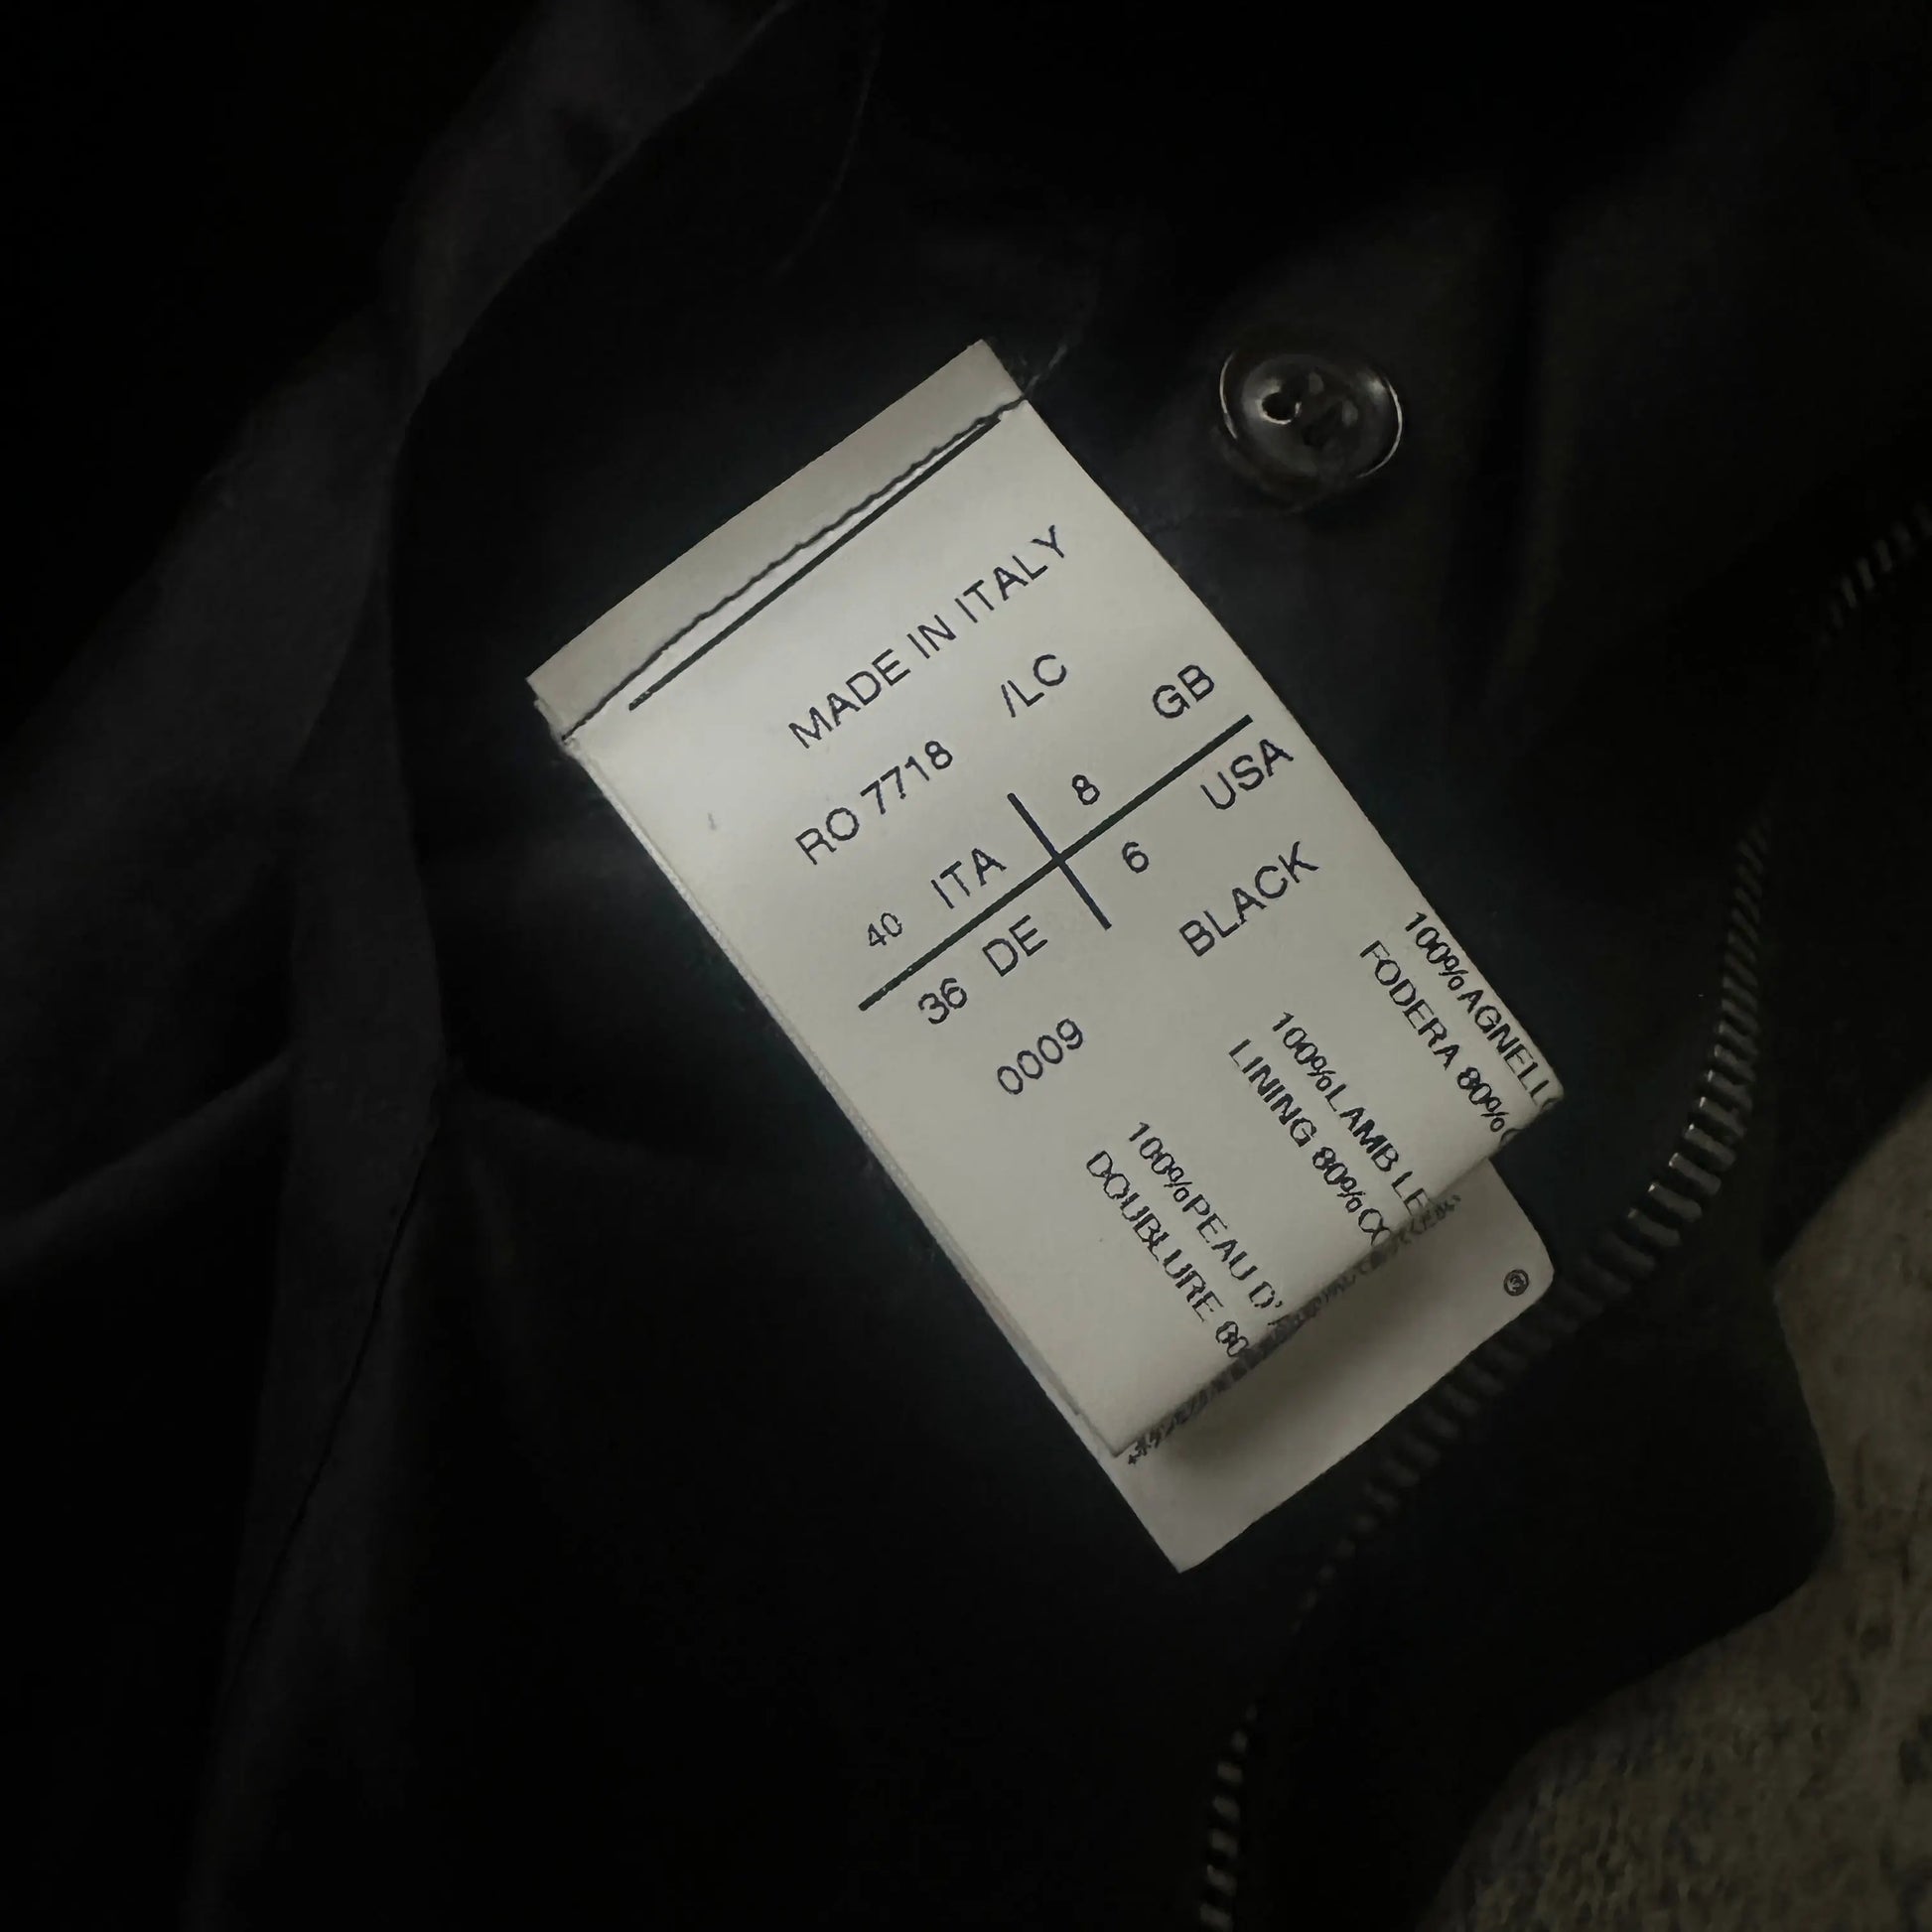 MADE IN ITALY
RO 7718 /LC
40 ITA 8 GB
36 DE 6 USA
0009 BLACK
100%AGNELL
FODERA 80%
100%LAMB LE
LINING 80%CO
100%PEAU D'
DOUBLURE 80